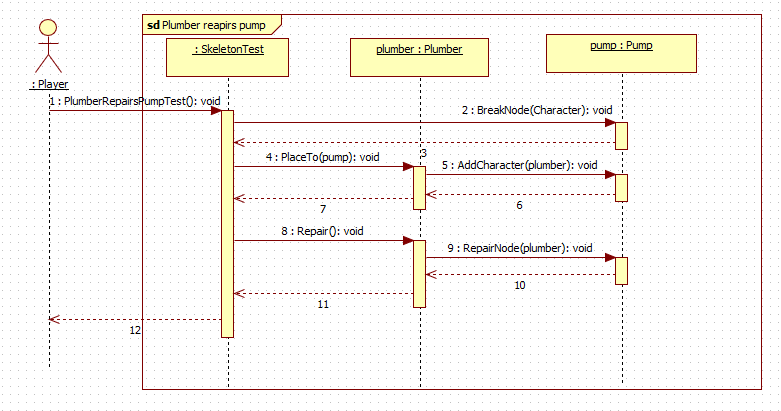 sd Plumber reapirs pump
: SkeletonTest
plumber : Plumber
pump : Pump
: Player
1 : PlumberRepairsPumpTest(): void
2 : BreakNode(Character): void
3
4 : PlaceTo(pump): void
5 : AddCharacter(plumber): void
6
7
8 : Repair(): void
9 : RepairNode(plumber): void
10
11
12